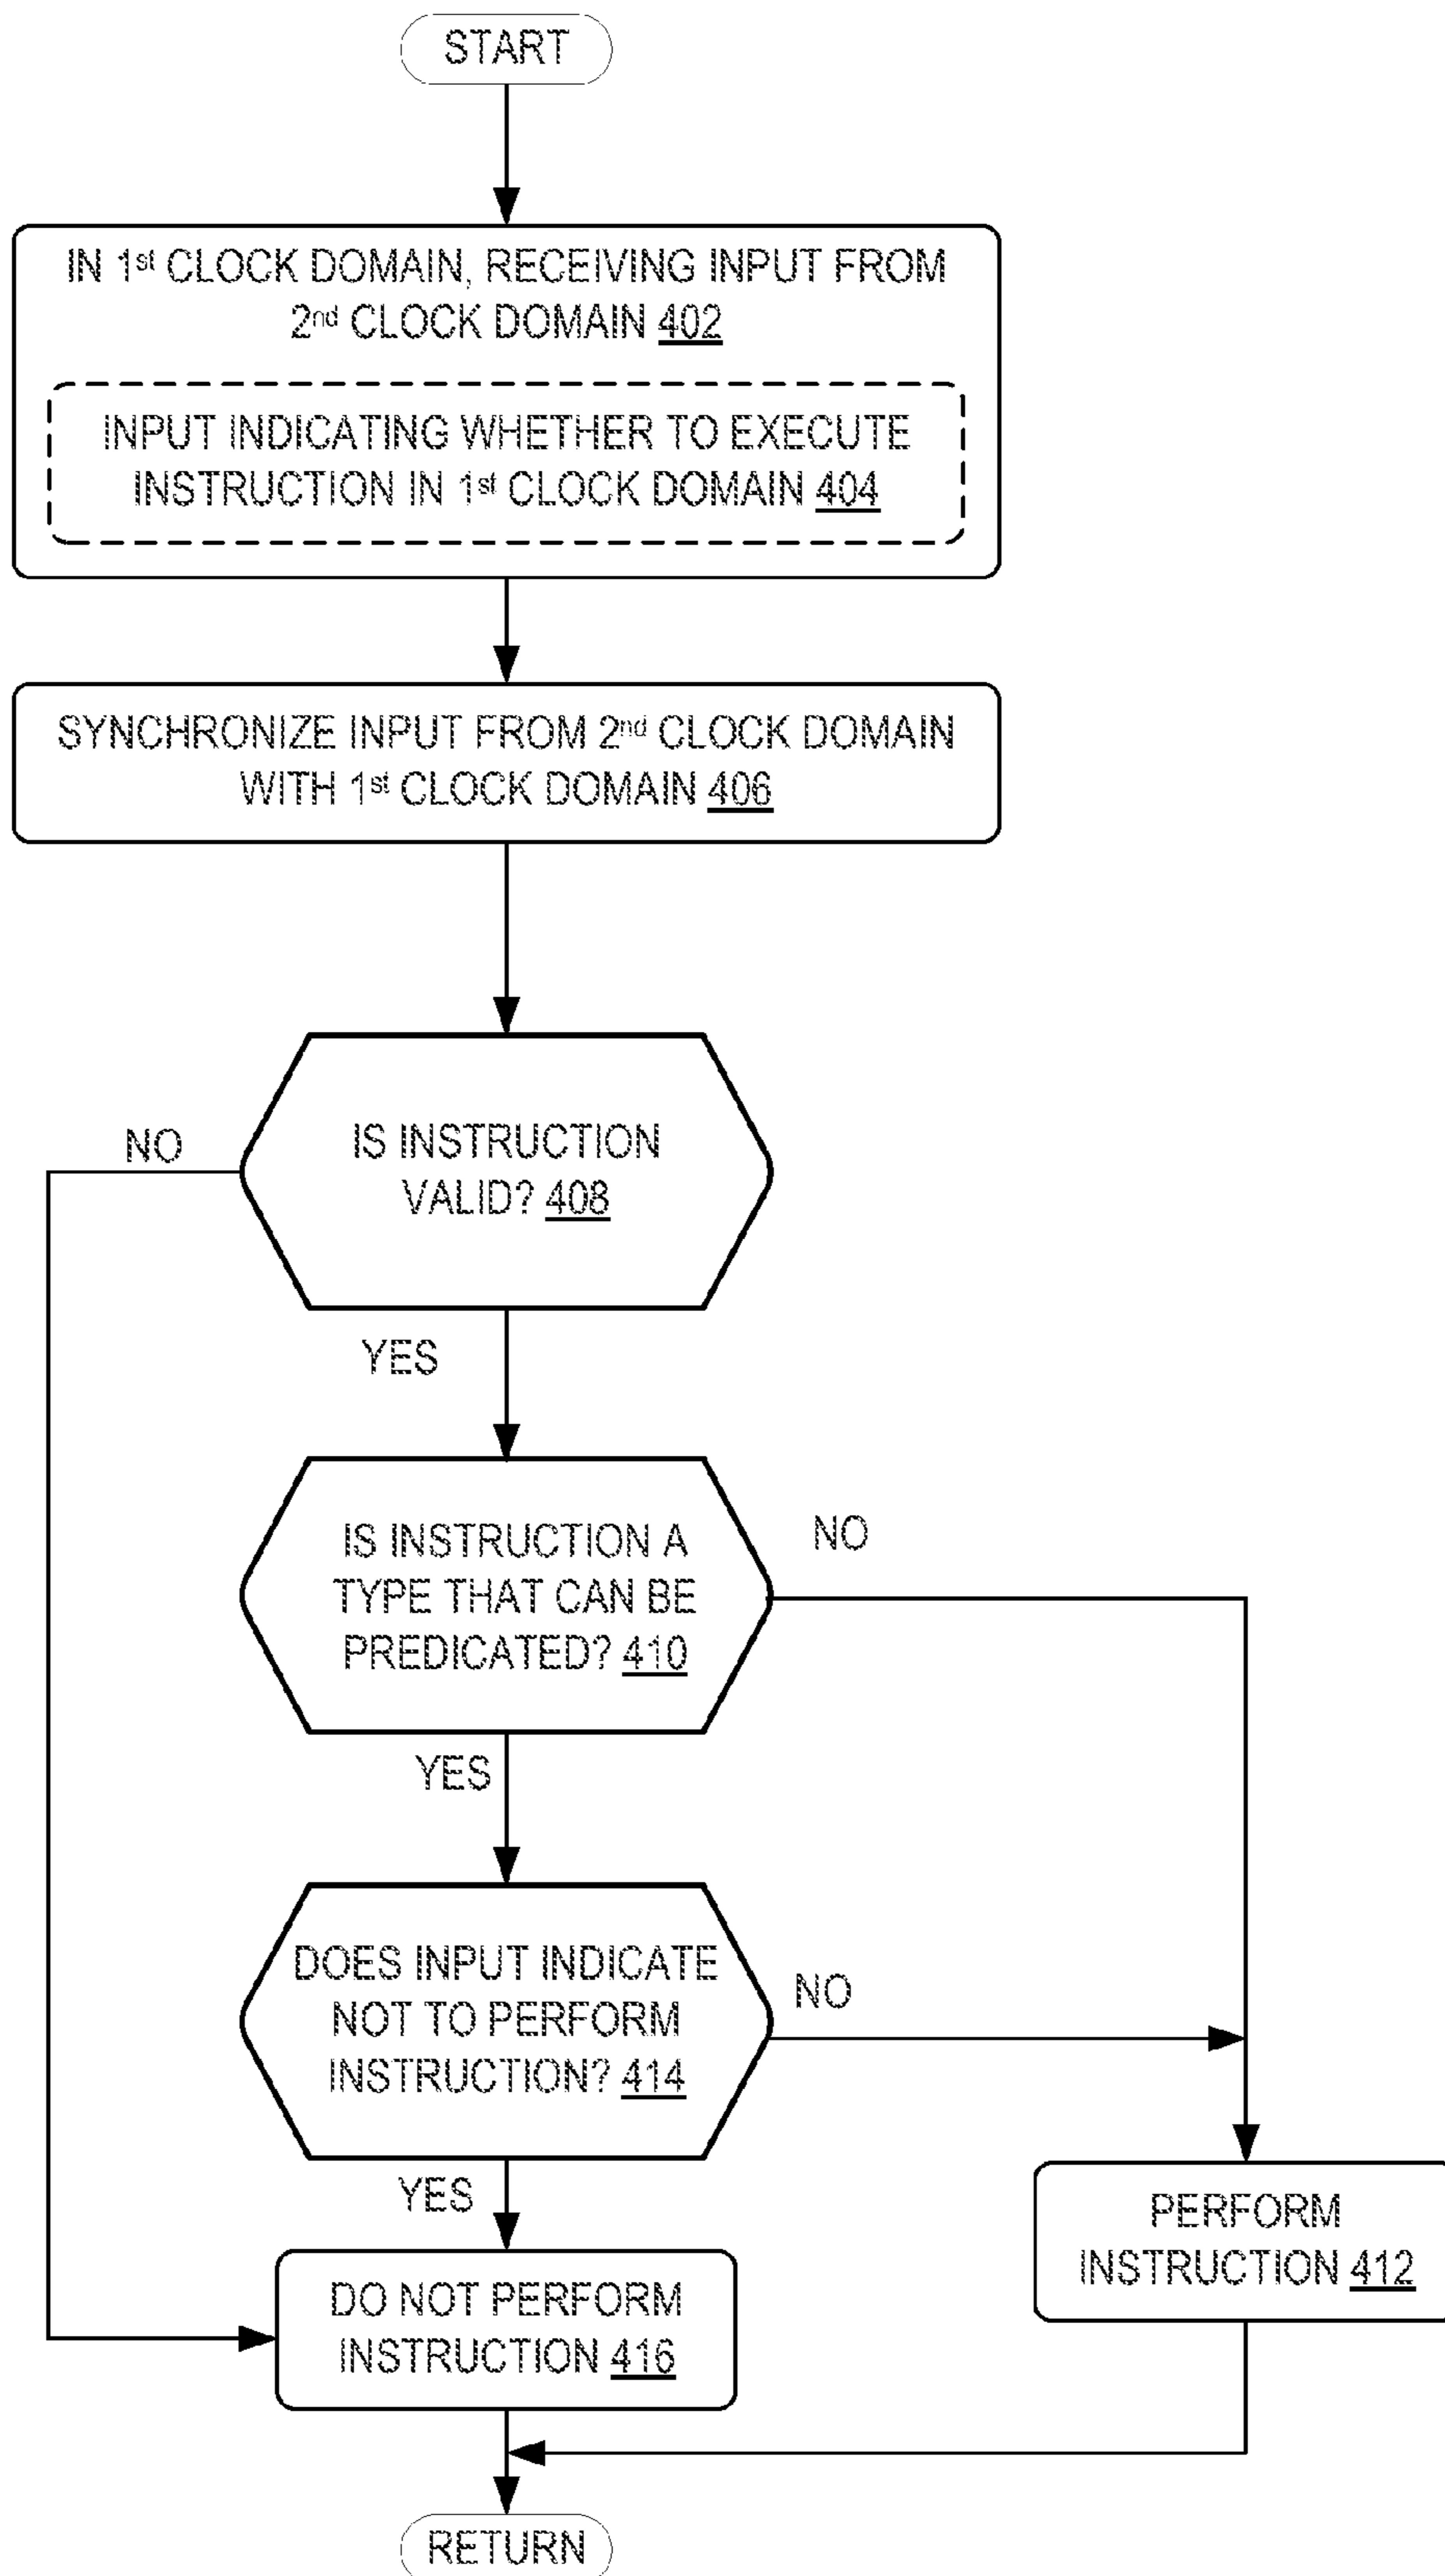 START
IN 1st CLOCK DOMAIN, RECEIVING INPUT FROM
2nd CLOCK DOMAIN 402
INPUT INDICATING WHETHER TO EXECUTE
INSTRUCTION IN 1st CLOCK DOMAIN 404
SYNCHRONIZE INPUT FROM 2nd CLOCK DOMAIN
WITH 1st CLOCK DOMAIN 406
NO
IS INSTRUCTION
VALID? 408
YES
IS INSTRUCTION A
TYPE THAT CAN BE
PREDICATED? 410
NO
YES
DOES INPUT INDICATE
NOT TO PERFORM
INSTRUCTION? 414
NO
YES
PERFORM
INSTRUCTION 412
DO NOT PERFORM
INSTRUCTION 416
RETURN